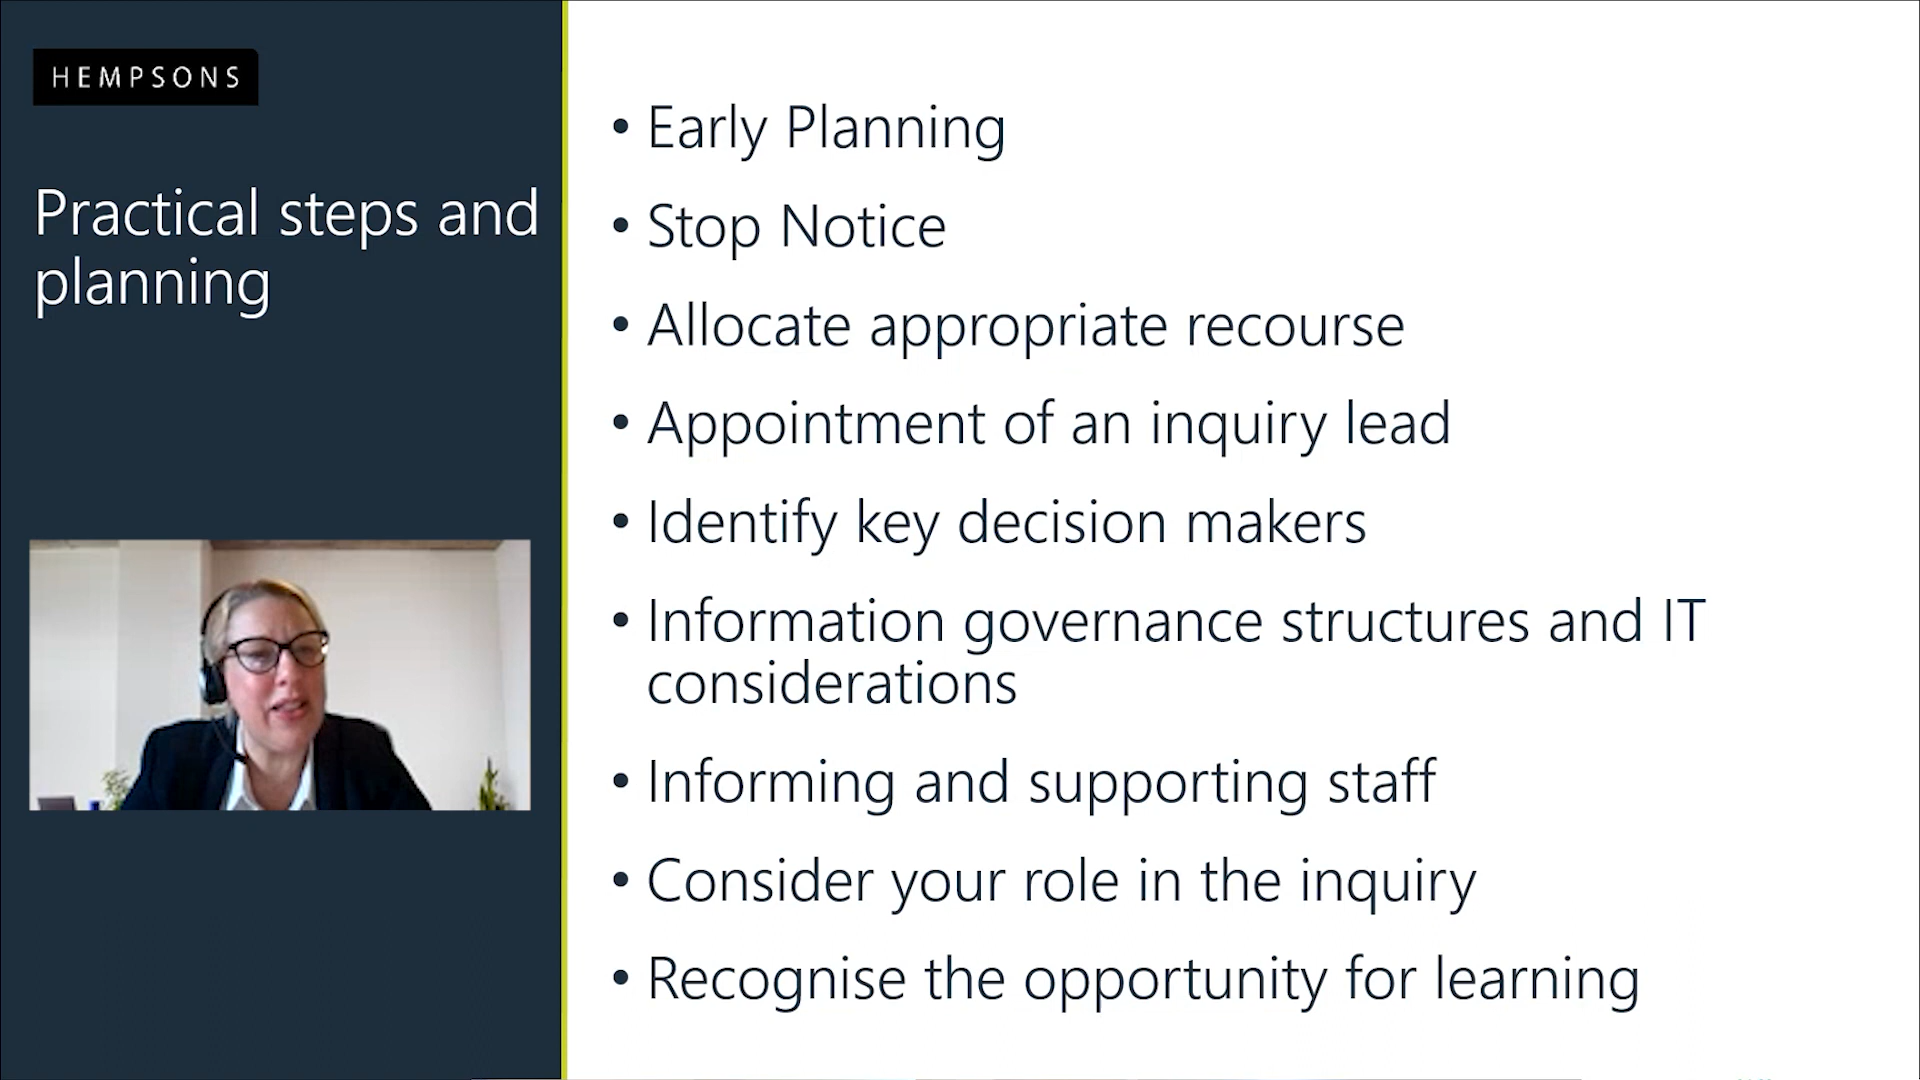 HEMPSONS
Practical steps and
planning
• Early Planning
• Stop Notice
• Allocate appropriate recourse
• Appointment of an inquiry lead
• Identify key decision makers
• Information governance structures and IT
considerations
• Informing and supporting staff
• Consider your role in the inquiry
• Recognise the opportunity for learning